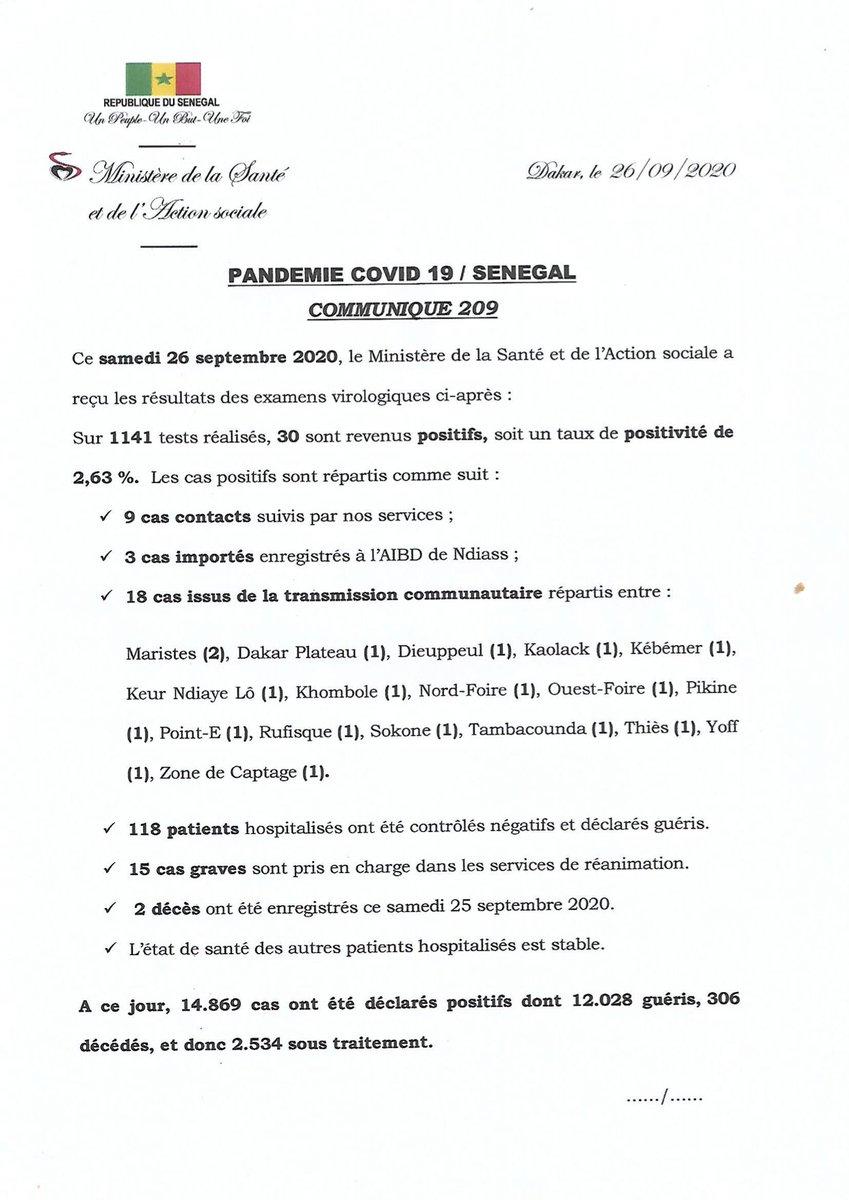 REPUBLIQUE DU SENEGAL
Un Peuple-Un But-Une Foi
Ministère de la Santé
et de l'Action sociale
Dakar, le 26/09/2020
PANDEMIE COVID 19 / SENEGAL
COMMUNIQUE 209
Ce samedi 26 septembre 2020, le Ministère de la Santé et de l'Action sociale a
reçu les résultats des examens virologiques ci-après :
Sur 1141 tests réalisés, 30 sont revenus positifs, soit un taux de positivité de
2,63 %. Les cas positifs sont répartis comme suit :
✓ 9 cas contacts suivis par nos services ;
✓ 3 cas importés enregistrés à l'AIBD de Ndiass ;
✓ 18 cas issus de la transmission communautaire répartis entre :
Maristes (2), Dakar Plateau (1), Dieuppeul (1), Kaolack (1), Kébémer (1),
Keur Ndiaye Lô (1), Khombole (1), Nord-Foire (1), Ouest-Foire (1), Pikine
(1), Point-E (1), Rufisque (1), Sokone (1), Tambacounda (1), Thiès (1), Yoff
(1), Zone de Captage (1).
✓ 118 patients hospitalisés ont été contrôlés négatifs et déclarés guéris.
✓ 15 cas graves sont pris en charge dans les services de réanimation.
✓ 2 décès ont été enregistrés ce samedi 25 septembre 2020.
✓ L'état de santé des autres patients hospitalisés est stable.
A ce jour, 14.869 cas ont été déclarés positifs dont 12.028 guéris, 306
décédés, et donc 2.534 sous traitement.
....../......